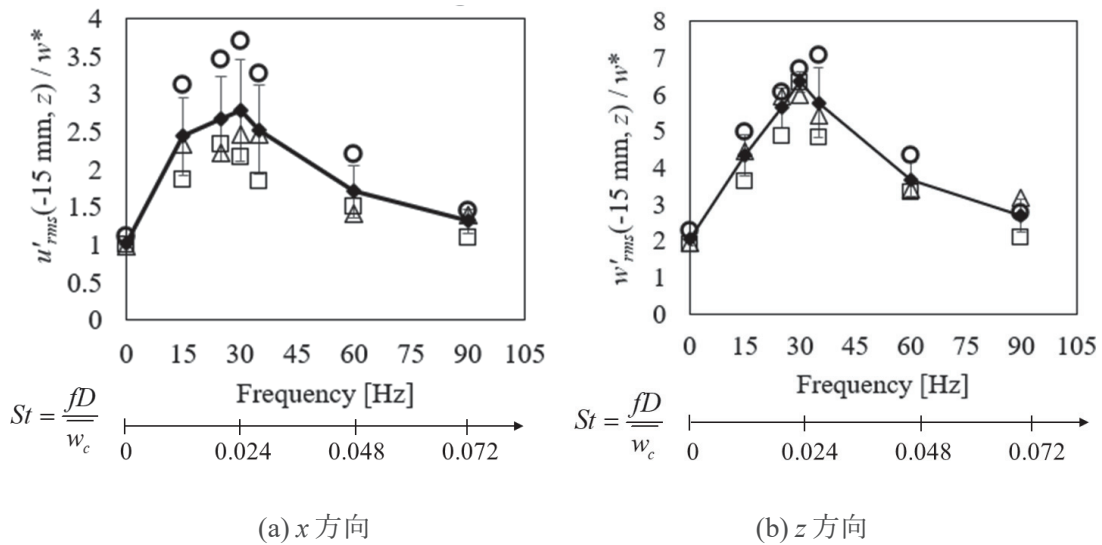 u'rms(-15 mm, z) / w*
4
3.5
3
2.5
2
1.5
1
0.5
0
0 15 30 45 60 75 90 105
Frequency [Hz]
St = fD / w_c
0 0.024 0.048 0.072
(a) x 方向
w'rms(-15 mm, z) / w*
8
7
6
5
4
3
2
1
0
0 15 30 45 60 75 90 105
Frequency [Hz]
St = fD / w_c
0 0.024 0.048 0.072
(b) z 方向